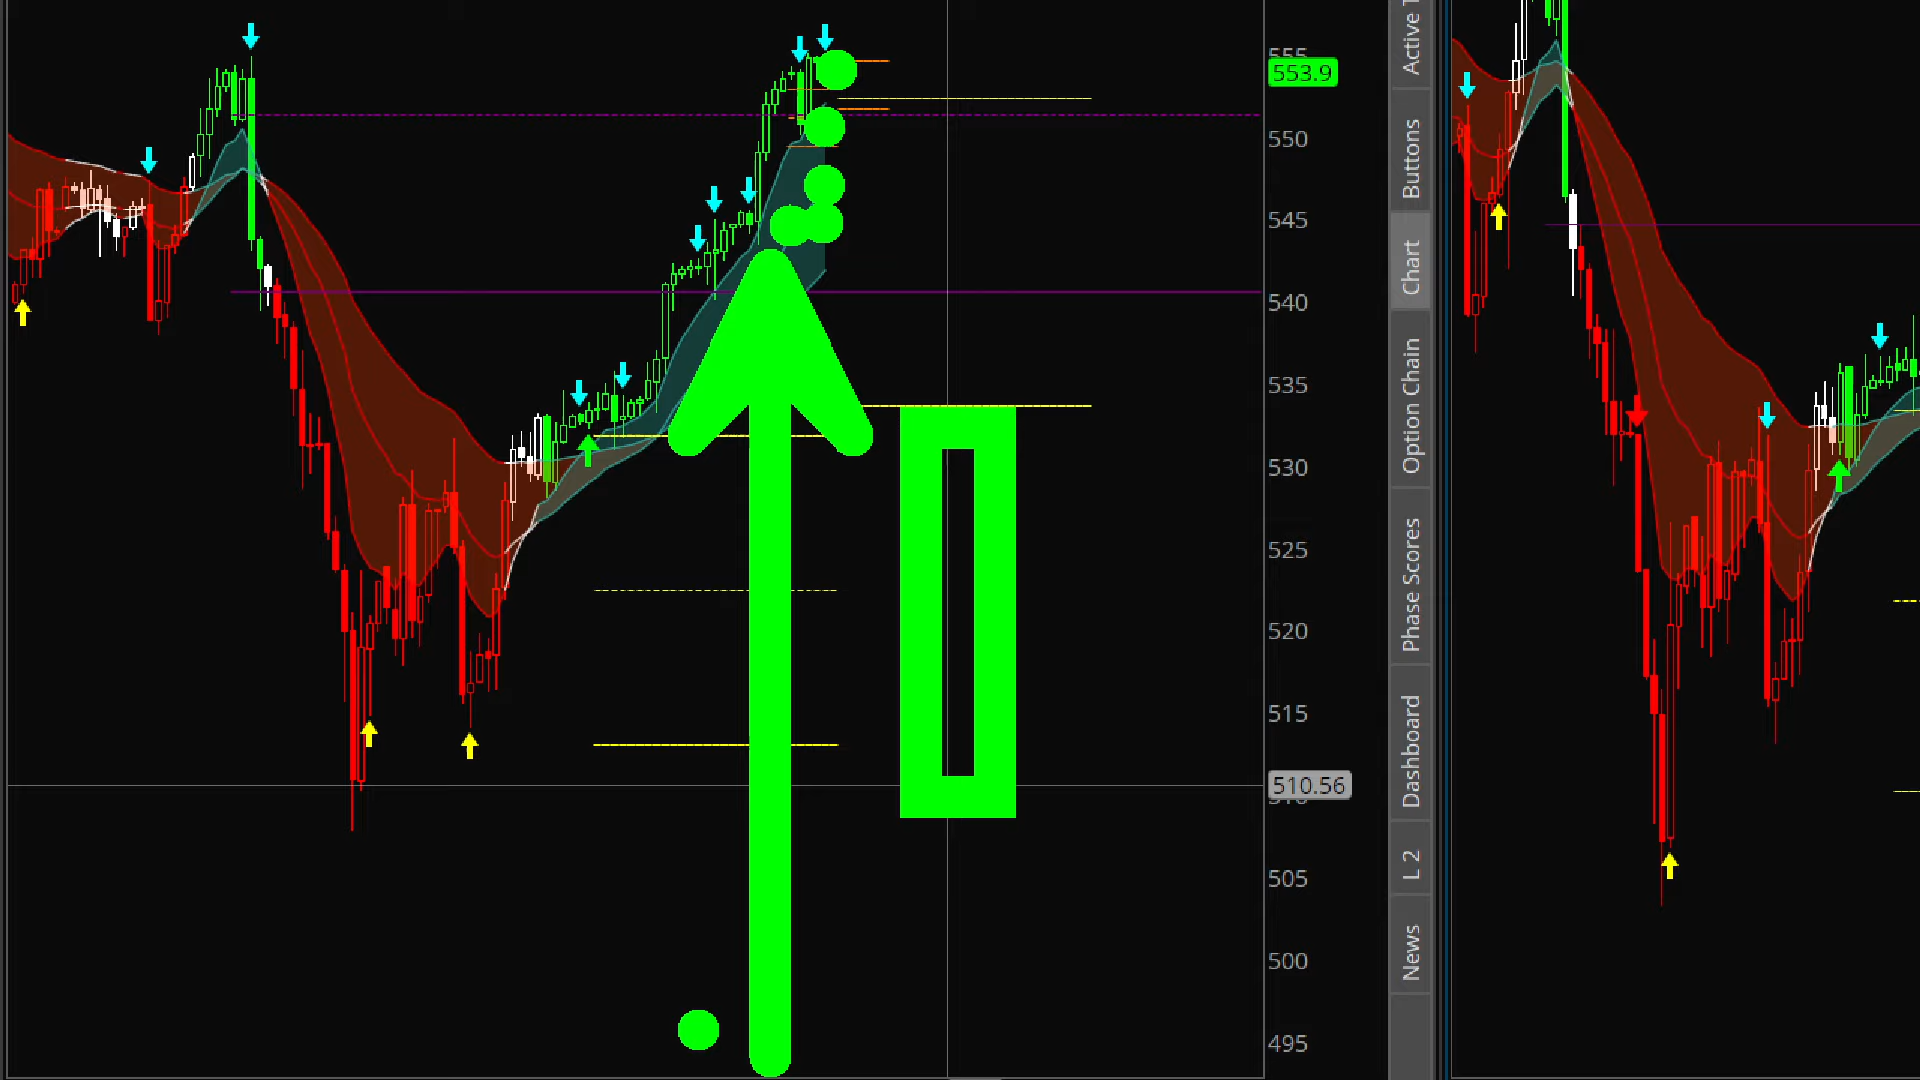 555
553.9
550
545
540
535
530
525
520
515
510.56
505
500
495
Buttons
Chart
Option Chain
Phase Scores
Dashboard
L 2
News
Active